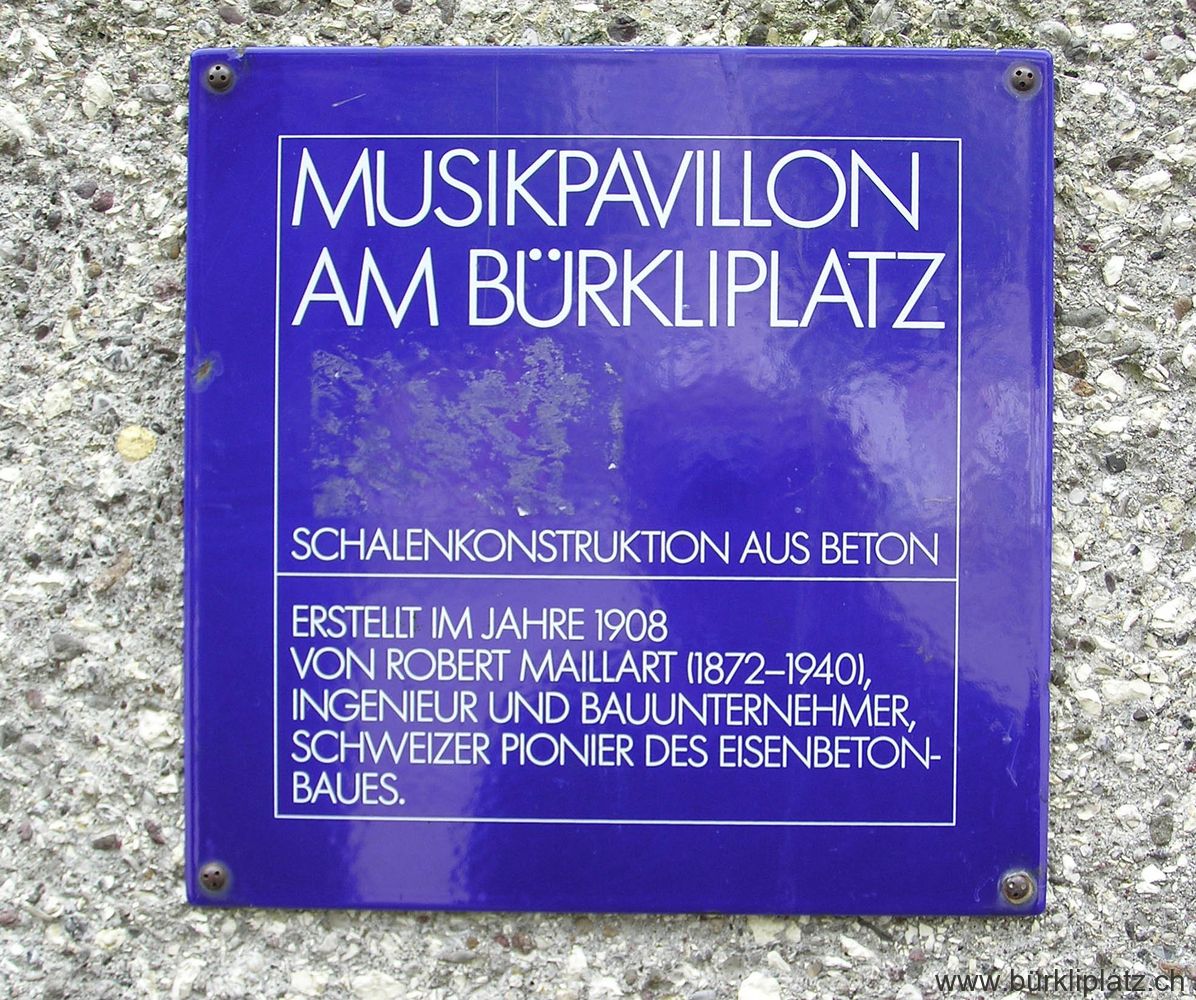 MUSIKPAVILLON
AM BÜRKLIPLATZ
SCHALENKONSTRUKTION AUS BETON
ERSTELLT IM JAHRE 1908
VON ROBERT MAILLART (1872–1940),
INGENIEUR UND BAUUNTERNEHMER,
SCHWEIZER PIONIER DES EISENBETON-
BAUES.
www.bürkliplatz.ch